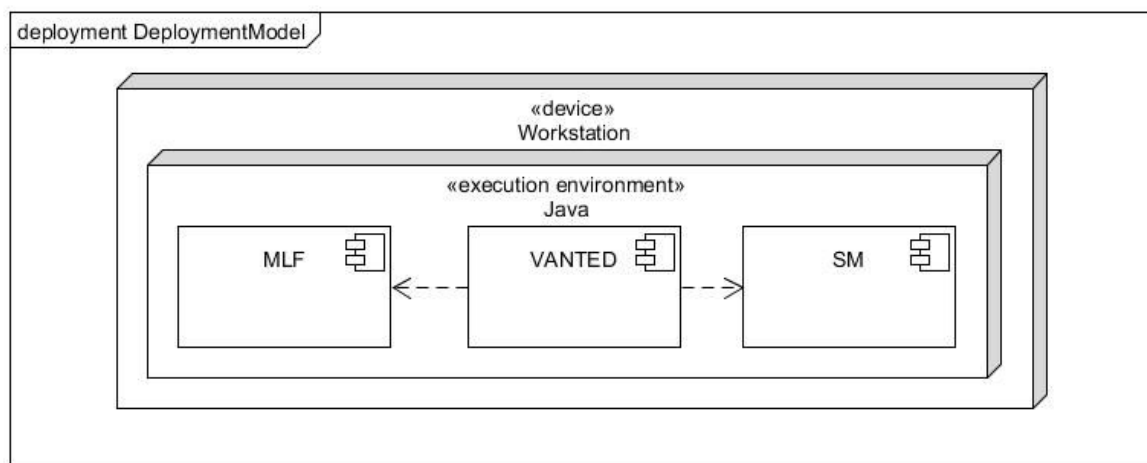 deployment DeploymentModel
«device»
Workstation
«execution environment»
Java
MLF
VANTED
SM